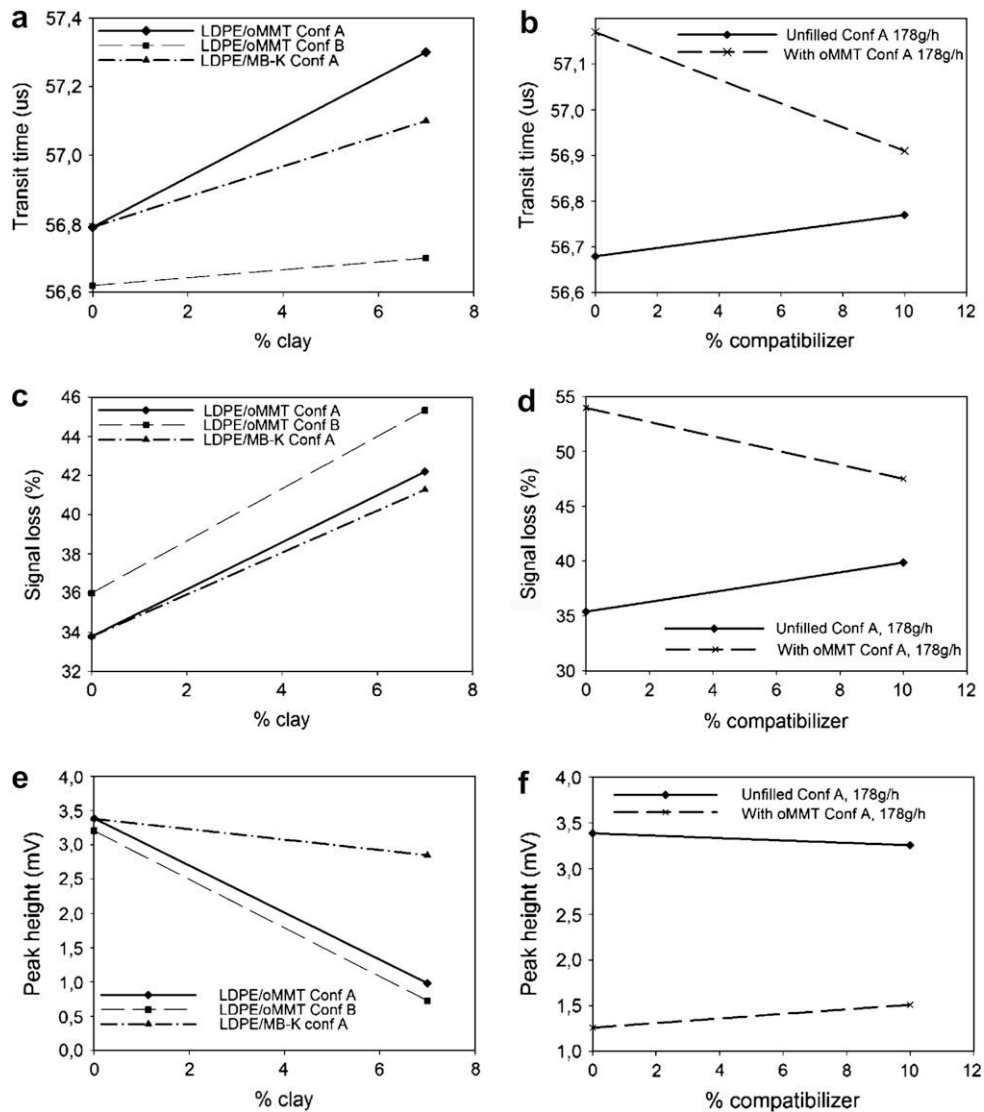 a
57,4
57,2
57,0
56,8
56,6
Transit time (us)
LDPE/oMMT Conf A
LDPE/oMMT Conf B
LDPE/MB-K Conf A
0 2 4 6 8
% clay
b
57,1
57,0
56,9
56,8
56,7
56,6
Transit time (us)
Unfilled Conf A 178g/h
With oMMT Conf A 178g/h
0 2 4 6 8 10 12
% compatibilizer
c
46
44
42
40
38
36
34
32
Signal loss (%)
LDPE/oMMT Conf A
LDPE/oMMT Conf B
LDPE/MB-K Conf A
0 2 4 6 8
% clay
d
55
50
45
40
35
30
Signal loss (%)
Unfilled Conf A, 178g/h
With oMMT Conf A, 178g/h
0 2 4 6 8 10 12
% compatibilizer
e
4,0
3,5
3,0
2,5
2,0
1,5
1,0
0,5
0,0
Peak height (mV)
LDPE/oMMT Conf A
LDPE/oMMT Conf B
LDPE/MB-K conf A
0 2 4 6 8
% clay
f
4,0
3,5
3,0
2,5
2,0
1,5
1,0
Peak height (mV)
Unfilled Conf A, 178g/h
With oMMT Conf A, 178g/h
0 2 4 6 8 10 12
% compatibilizer